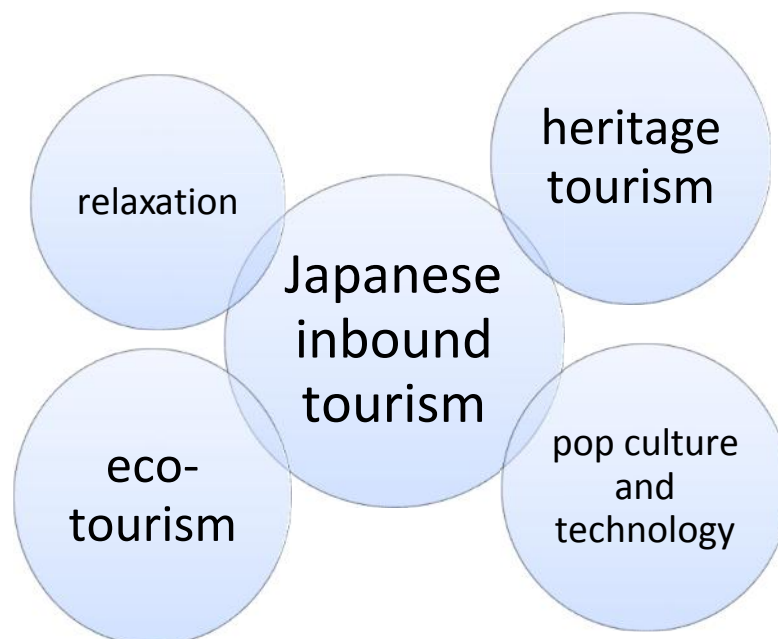 relaxation
heritage
tourism
Japanese
inbound
tourism
eco-
tourism
pop culture
and
technology